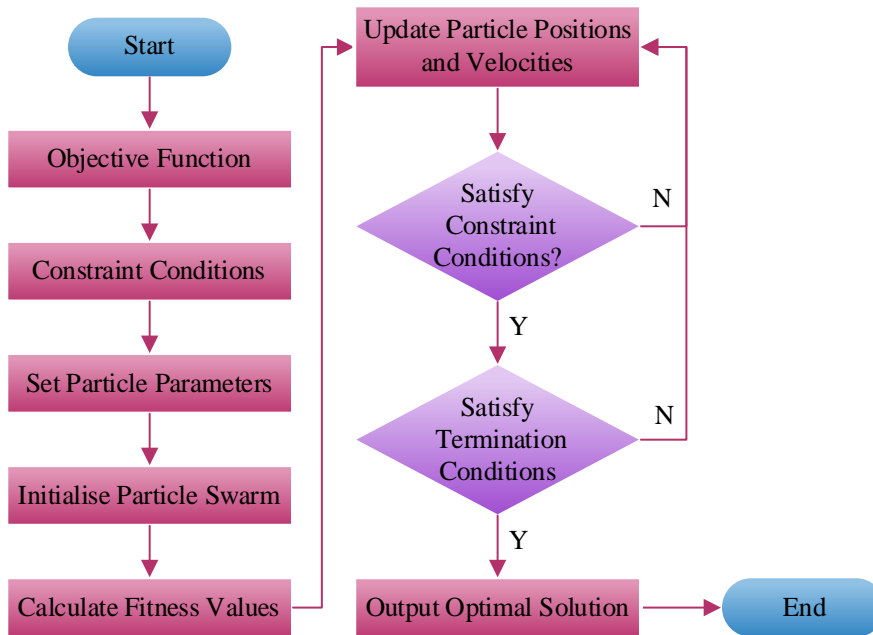 Start
Objective Function
Constraint Conditions
Set Particle Parameters
Initialise Particle Swarm
Calculate Fitness Values
Update Particle Positions
and Velocities
Satisfy
Constraint
Conditions?
N
Y
Satisfy
Termination
Conditions
N
Y
Output Optimal Solution
End